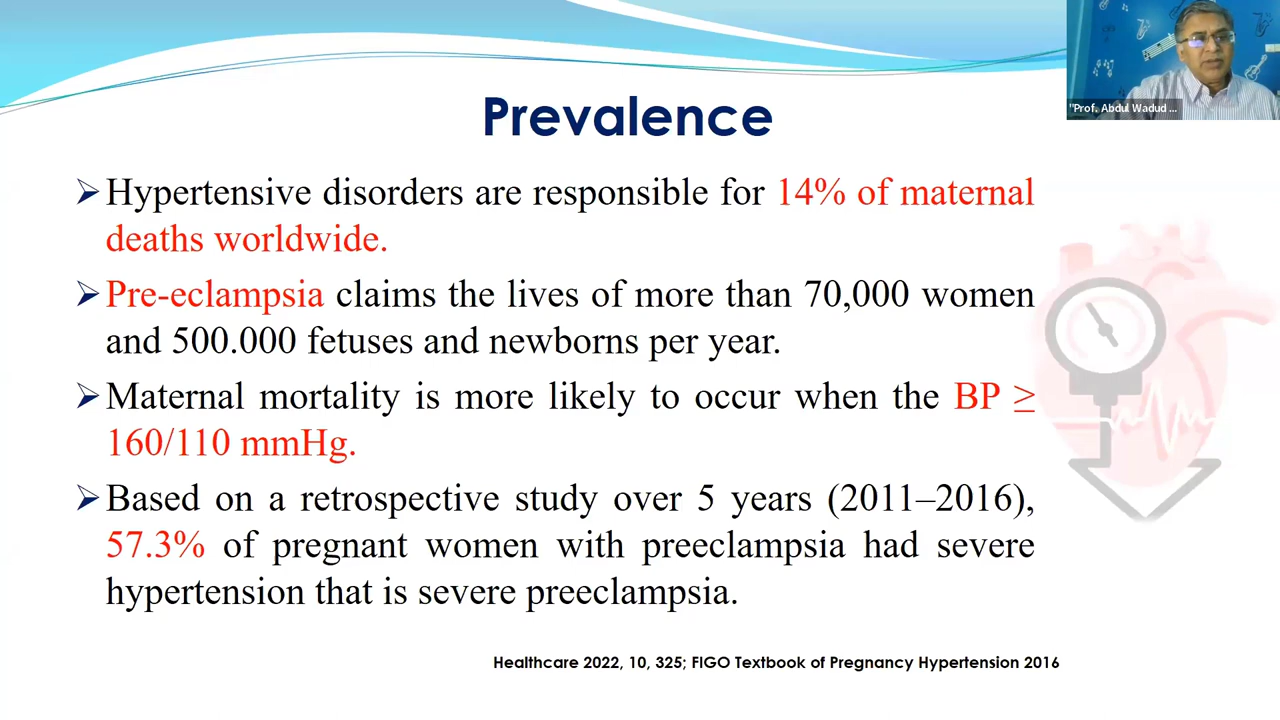 "Prof. Abdul Wadud ...
Prevalence
➢Hypertensive disorders are responsible for 14% of maternal
deaths worldwide.
➢Pre-eclampsia claims the lives of more than 70,000 women
and 500.000 fetuses and newborns per year.
➢Maternal mortality is more likely to occur when the BP ≥
160/110 mmHg.
➢Based on a retrospective study over 5 years (2011–2016),
57.3% of pregnant women with preeclampsia had severe
hypertension that is severe preeclampsia.
Healthcare 2022, 10, 325; FIGO Textbook of Pregnancy Hypertension 2016